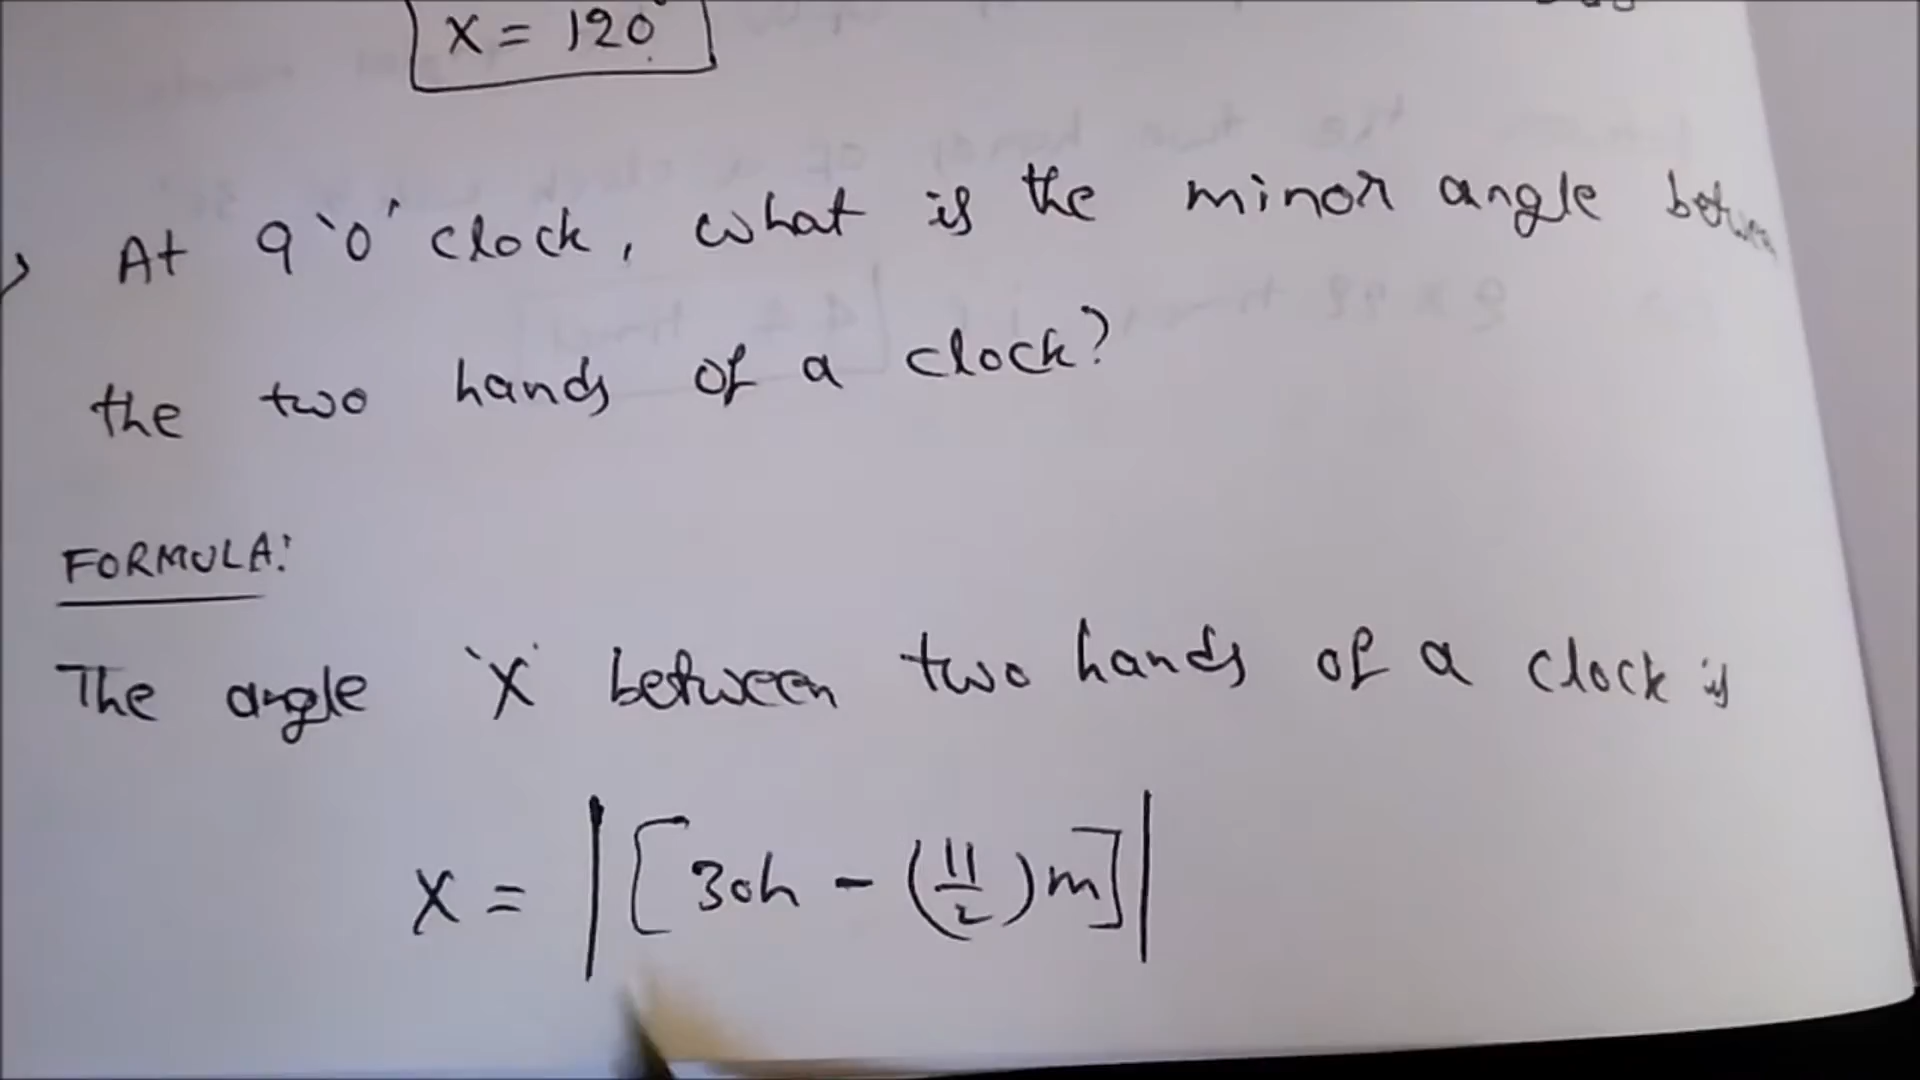 X = 120°
At 9 'o' clock, what is the minor angle between
the two hands of a clock?
FORMULA:
The angle 'X' between two hands of a clock is
X = |[30h - (11/2)m]|